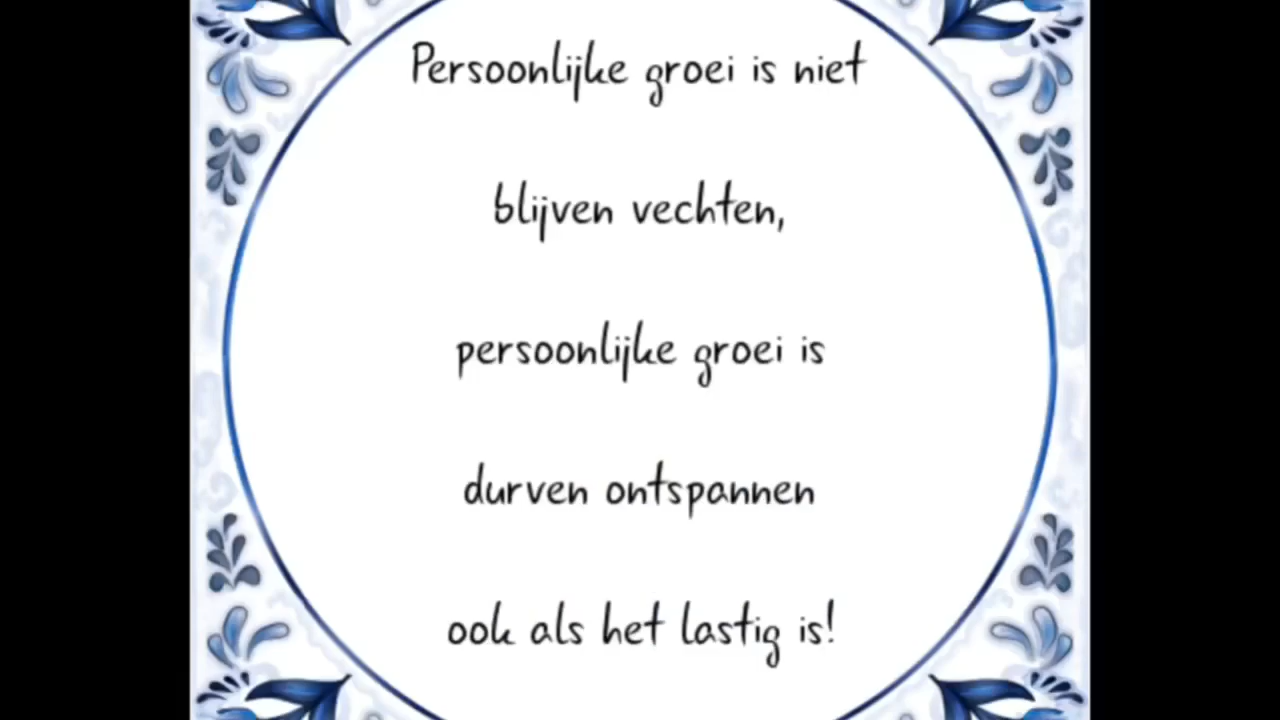 Persoonlijke groei is niet
blijven vechten,
persoonlijke groei is
durven ontspannen
ook als het lastig is!